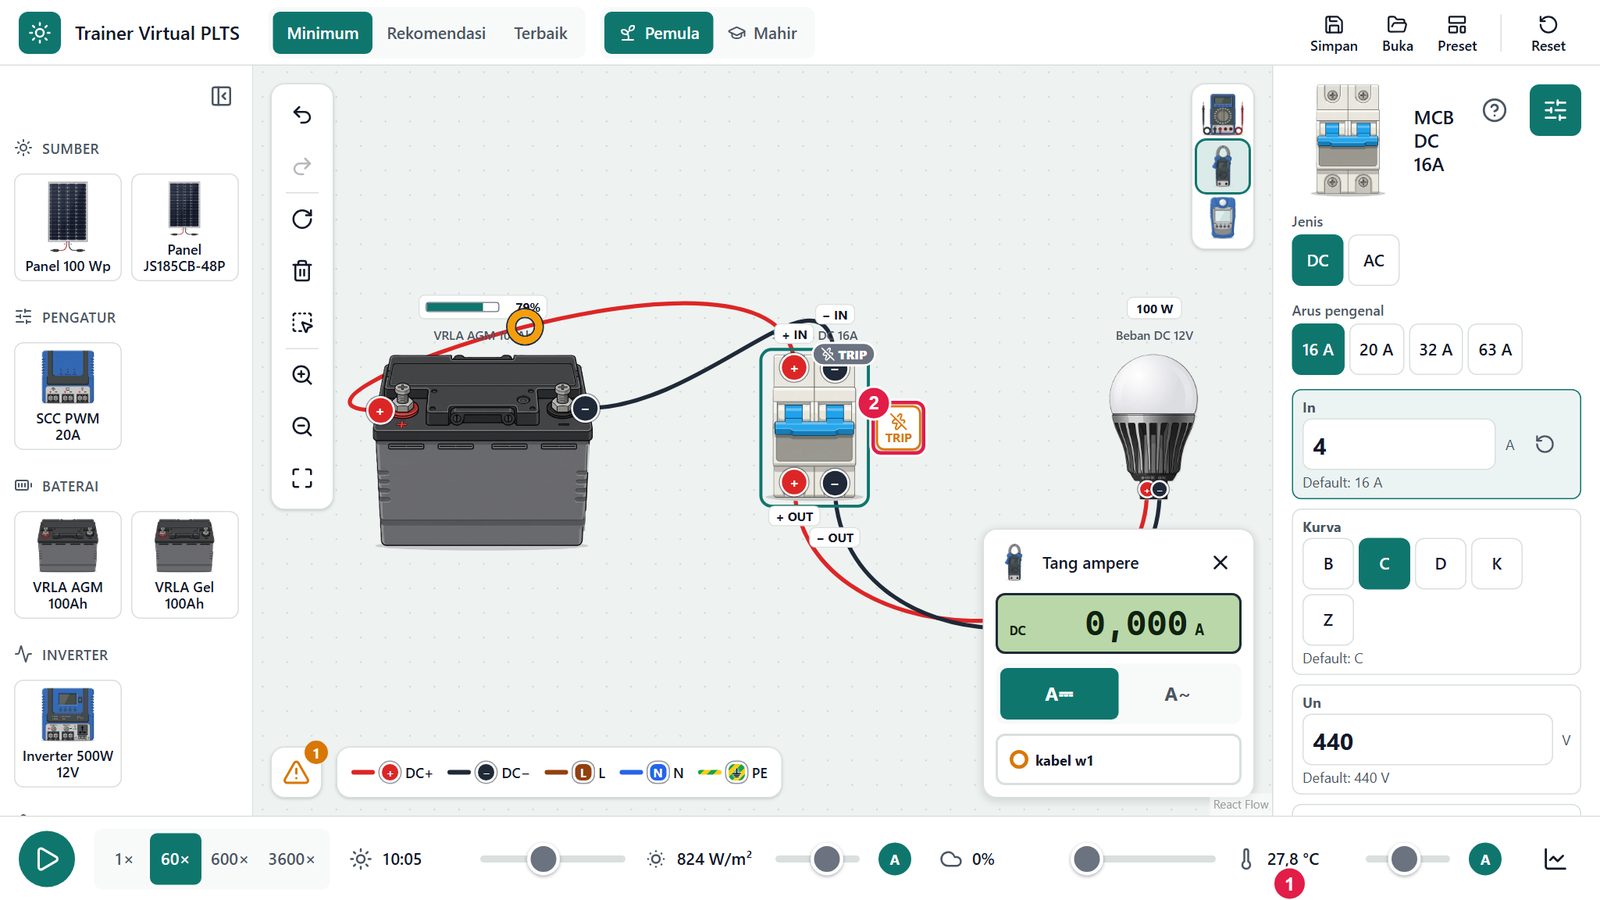 Trainer Virtual PLTS
Minimum
Rekomendasi
Terbaik
Pemula
Mahir
Simpan
Buka
Preset
Reset
SUMBER
Panel 100 Wp
Panel
JS185CB-48P
PENGATUR
SCC PWM
20A
BATERAI
VRLA AGM
100Ah
VRLA Gel
100Ah
INVERTER
Inverter 500W
12V
79%
VRLA AGM 100Ah
+
−
− IN
+ IN
DC 16A
TRIP
+
−
2
TRIP
+
−
+ OUT
− OUT
100 W
Beban DC 12V
+
−
Tang ampere
DC 0,000 A
A⎓
A~
kabel w1
React Flow
1
+ DC+
− DC−
L L
N N
PE
MCB
DC
16A
Jenis
DC
AC
Arus pengenal
16 A
20 A
32 A
63 A
In
4 A
Default: 16 A
Kurva
B
C
D
K
Z
Default: C
Un
440 V
Default: 440 V
1×
60×
600×
3600×
10:05
824 W/m²
A
0%
27,8 °C
A
1